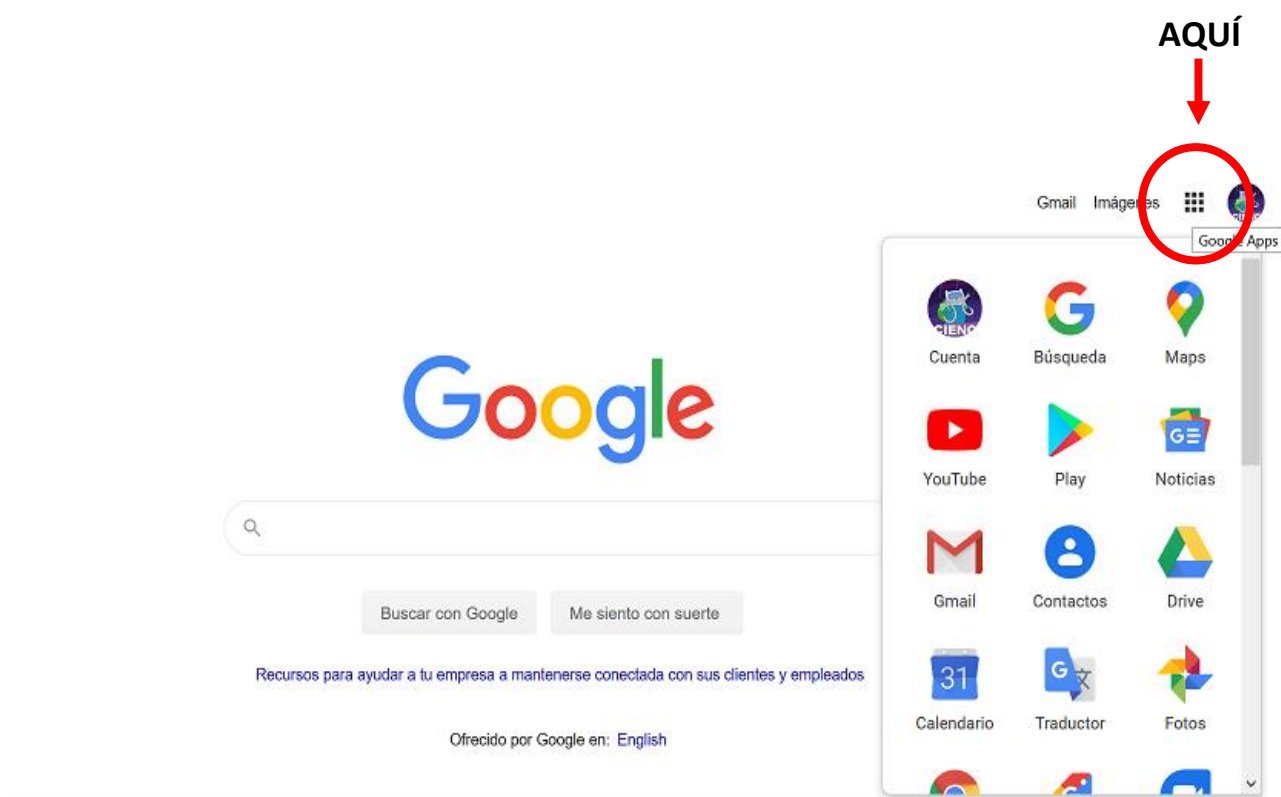 AQUÍ
Gmail Imágenes
Google Apps
CIENC
Cuenta Búsqueda Maps
Google
G≡
YouTube Play Noticias
Gmail Contactos Drive
Buscar con Google Me siento con suerte
Recursos para ayudar a tu empresa a mantenerse conectada con sus clientes y empleados
31 G 文
Calendario Traductor Fotos
Ofrecido por Google en: English